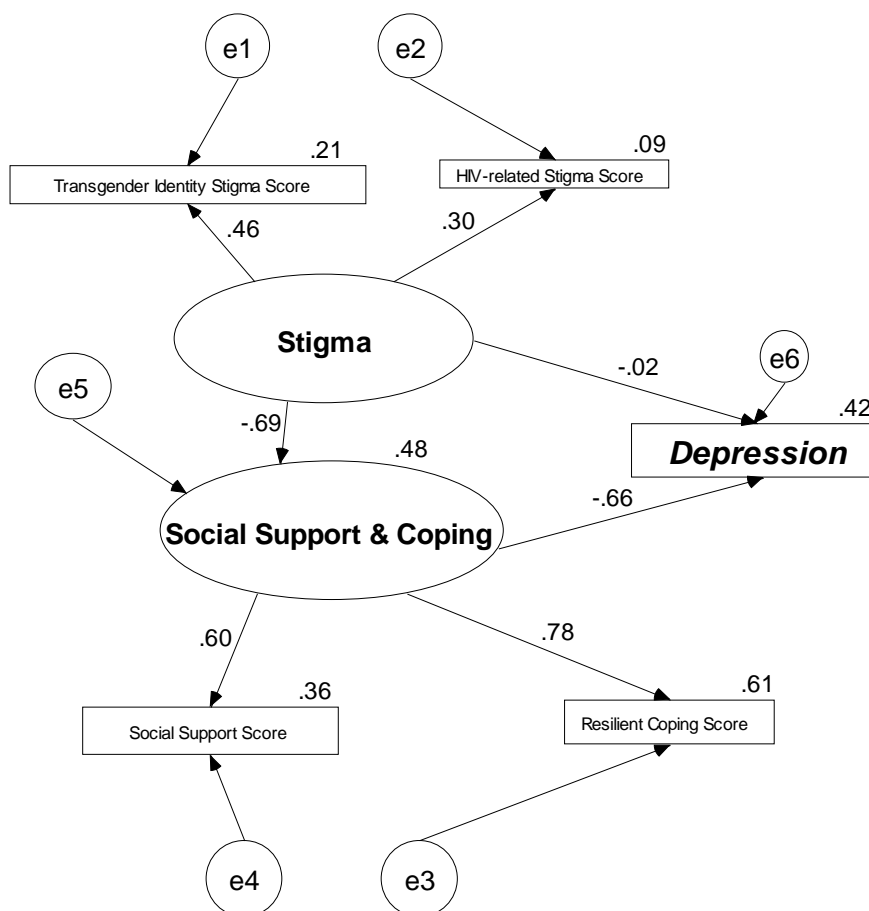 e1
e2
.21
.09
Transgender Identity Stigma Score
HIV-related Stigma Score
.46
.30
Stigma
-.02
e6
e5
.42
-.69
Depression
.48
-.66
Social Support & Coping
.60
.78
.36
.61
Social Support Score
Resilient Coping Score
e4
e3